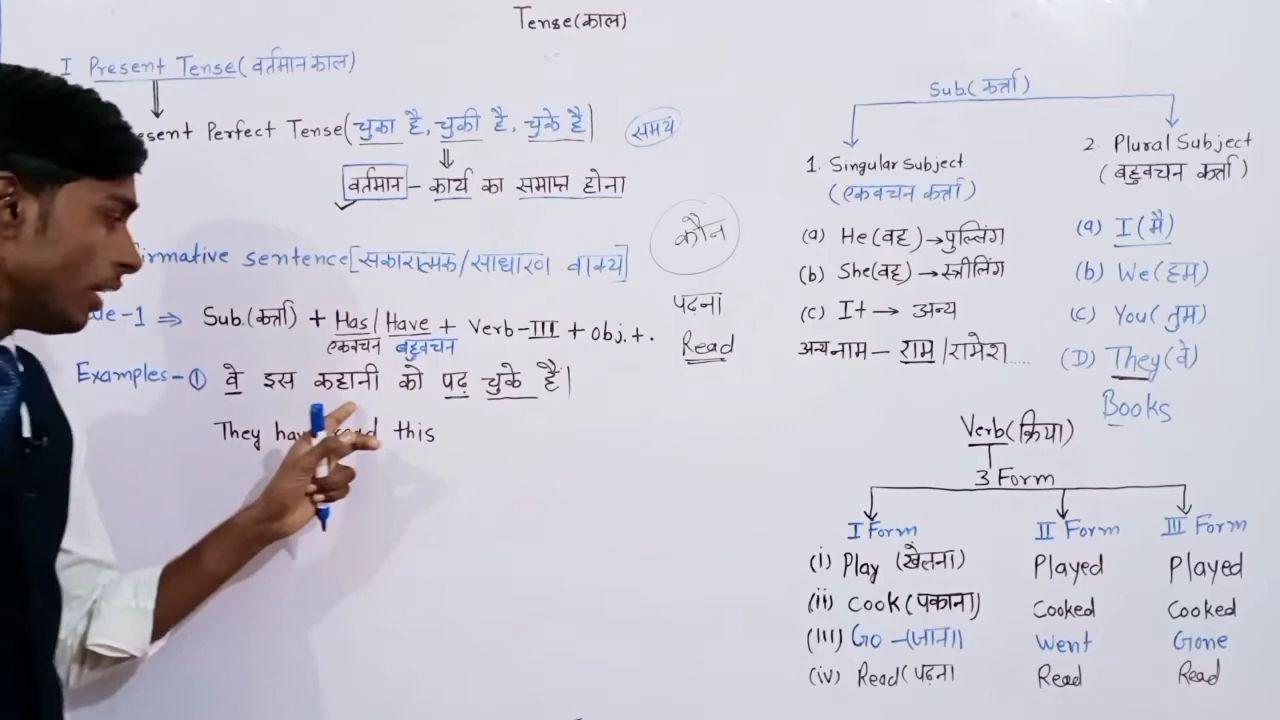 Tense(काल)
I Present Tense(वर्तमान काल)
esent Perfect Tense(चुका है, चुकी है, चुके है)
समय
वर्तमान - कार्य का समाप्त होना
irmative sentence[सकारात्मक/साधारण वाक्य]
कौन
de-1 ⇒ Sub.(कर्त्ता) + Has/Have + Verb-III + obj.+.
एकवचन बहुवचन
पढ़ना
Read
Examples-① वे इस कहानी को पढ़ चुके है|
They have read this
Sub.(कर्त्ता)
1. Singular subject
(एकवचन कर्त्ता)
(a) He(वह)→पुल्लिंग
(b) She(वह)→स्त्रीलिंग
(c) It → अन्य
अन्यनाम- राम/रामेश.....
2. Plural Subject
(बहुवचन कर्त्ता)
(a) I(मै)
(b) We(हम)
(c) You(तुम)
(D) They(वे)
Books
Verb(क्रिया)
3 Form
I Form II Form III Form
(i) Play (खेलना) Played Played
(ii) Cook(पकाना) Cooked Cooked
(III) Go -(जाना) Went Gone
(iv) Read(पढ़ना Read Read